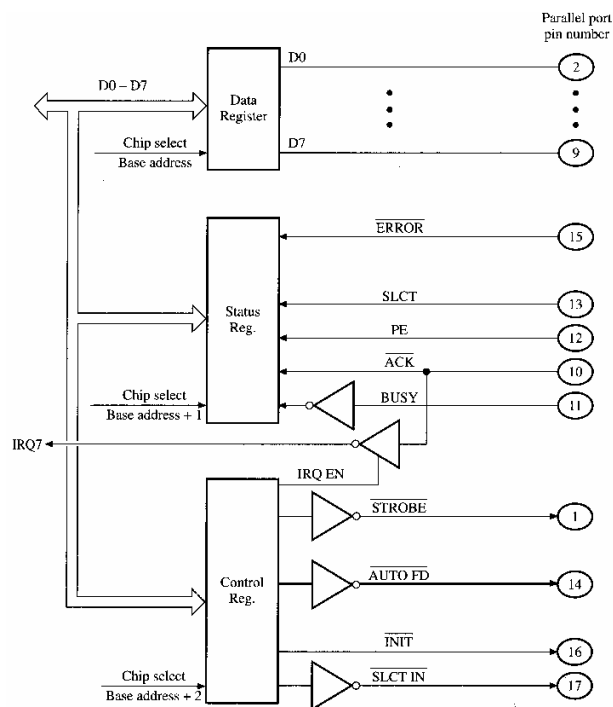 Parallel port
pin number
D0
2
D0 – D7
Data
Register
Chip select
Base address
D7
9
ERROR
15
SLCT
13
Status
Reg.
PE
12
ACK
10
Chip select
Base address + 1
BUSY
11
IRQ7
IRQ EN
STROBE
1
Control
Reg.
AUTO FD
14
INIT
16
Chip select
Base address + 2
SLCT IN
17